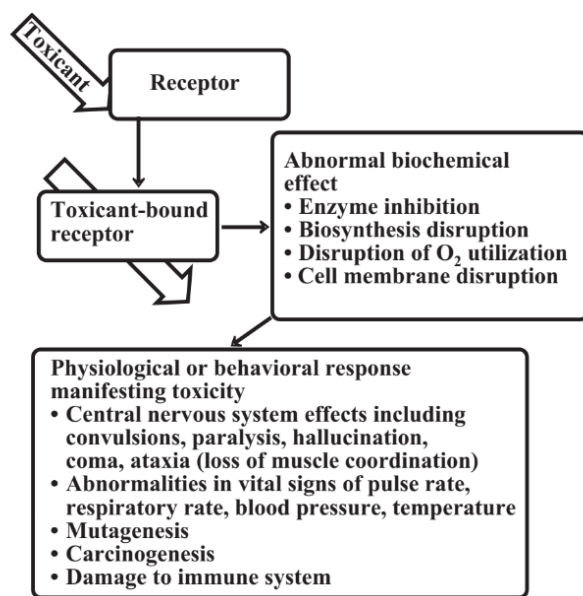 Toxicant
Receptor
Toxicant-bound
receptor
Abnormal biochemical
effect
• Enzyme inhibition
• Biosynthesis disruption
• Disruption of O₂ utilization
• Cell membrane disruption
Physiological or behavioral response
manifesting toxicity
• Central nervous system effects including
convulsions, paralysis, hallucination,
coma, ataxia (loss of muscle coordination)
• Abnormalities in vital signs of pulse rate,
respiratory rate, blood pressure, temperature
• Mutagenesis
• Carcinogenesis
• Damage to immune system